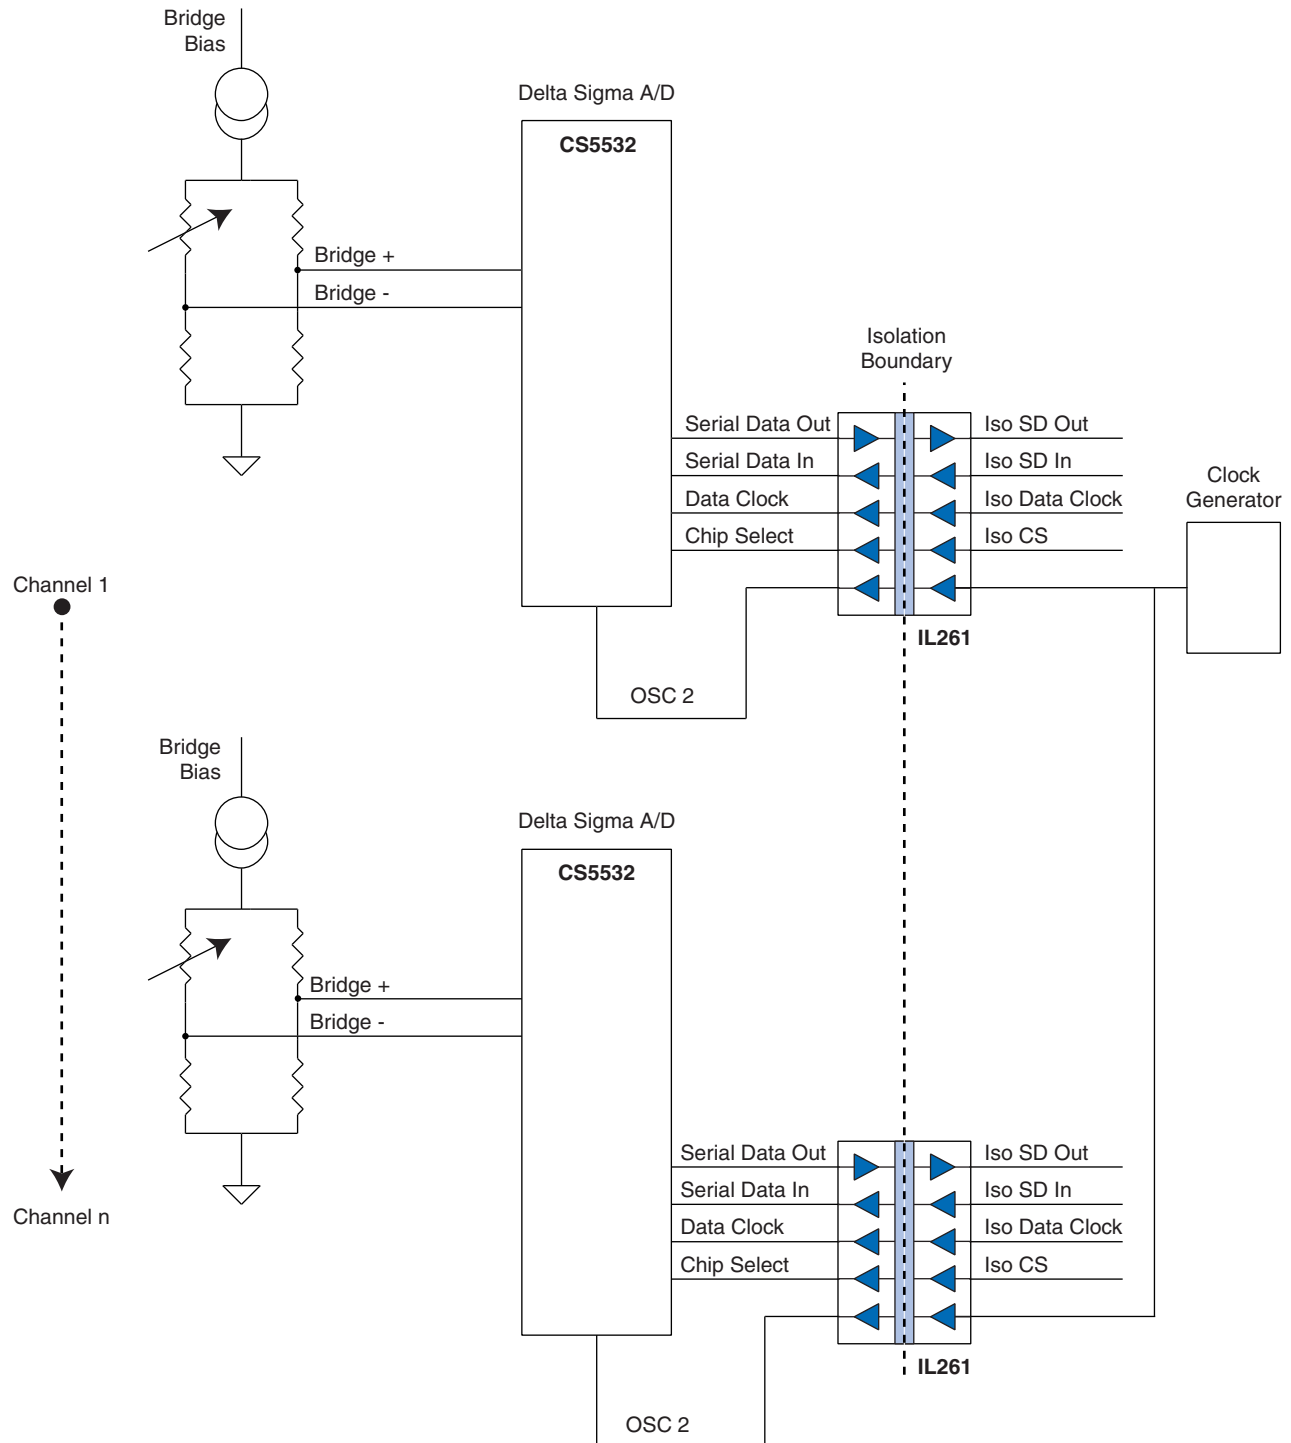 Bridge
Bias
Delta Sigma A/D
CS5532
Bridge +
Bridge -
Isolation
Boundary
Serial Data Out
Iso SD Out
Serial Data In
Iso SD In
Data Clock
Iso Data Clock
Chip Select
Iso CS
Clock
Generator
IL261
OSC 2
Channel 1
Channel n
Bridge
Bias
Delta Sigma A/D
CS5532
Bridge +
Bridge -
Serial Data Out
Iso SD Out
Serial Data In
Iso SD In
Data Clock
Iso Data Clock
Chip Select
Iso CS
IL261
OSC 2